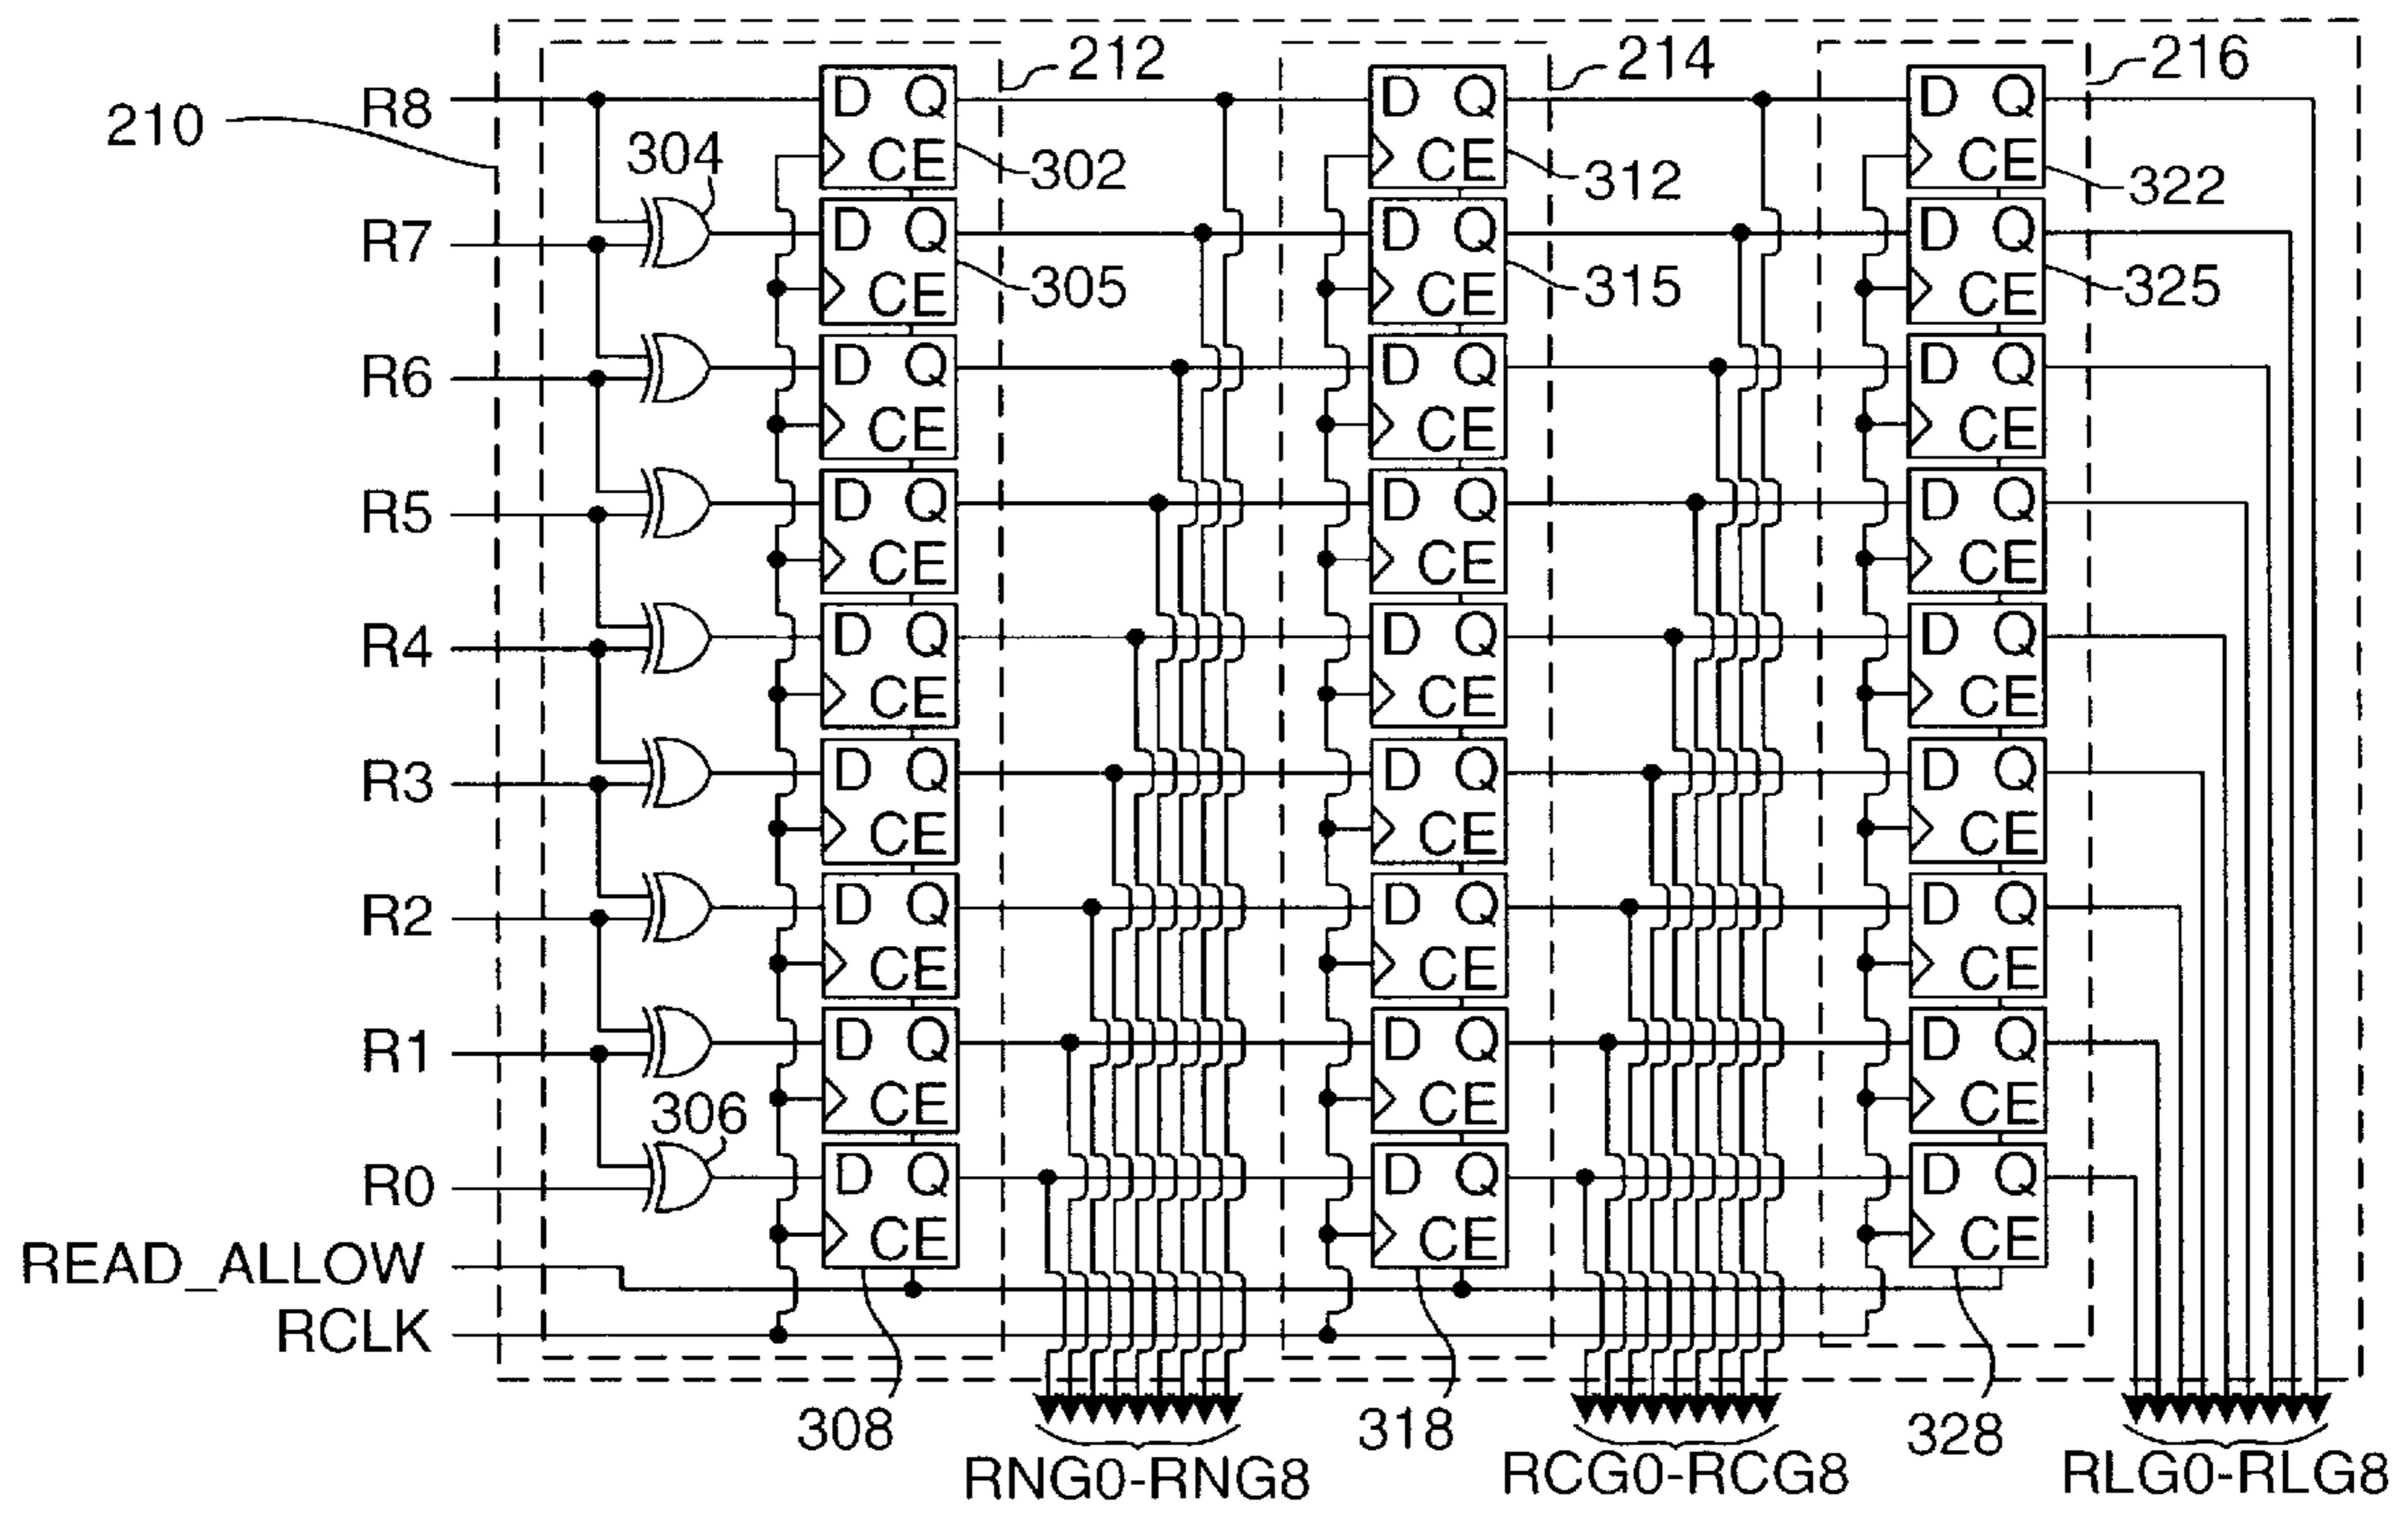 212
214
216
210
R8
D Q
CE
D Q
CE
D Q
CE
304
302
312
322
R7
D Q
CE
D Q
CE
D Q
CE
305
315
325
R6
D Q
CE
D Q
CE
D Q
CE
R5
D Q
CE
D Q
CE
D Q
CE
R4
D Q
CE
D Q
CE
D Q
CE
R3
D Q
CE
D Q
CE
D Q
CE
R2
D Q
CE
D Q
CE
D Q
CE
R1
D Q
CE
D Q
CE
D Q
CE
306
R0
D Q
CE
D Q
CE
D Q
CE
READ_ALLOW
RCLK
308
318
328
RNG0-RNG8
RCG0-RCG8
RLG0-RLG8